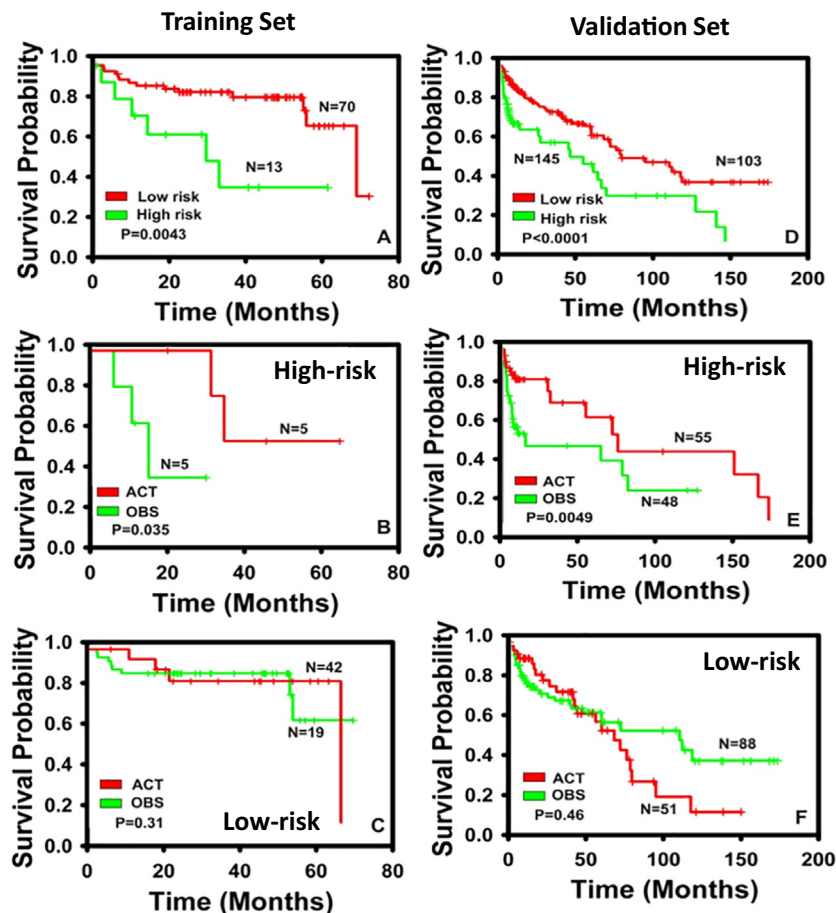 Training Set
Validation Set
Survival Probability
1.0
0.8
0.6
0.4
0.2
0.0
N=70
N=13
Low risk
High risk
P=0.0043
A
0 20 40 60 80
Time (Months)
Survival Probability
1.0
0.8
0.6
0.4
0.2
0.0
N=145
N=103
Low risk
High risk
P<0.0001
D
0 50 100 150 200
Time (Months)
Survival Probability
1.0
0.8
0.6
0.4
0.2
0.0
High-risk
N=5
N=5
ACT
OBS
P=0.035
B
0 20 40 60 80
Time (Months)
Survival Probability
1.0
0.8
0.6
0.4
0.2
0.0
High-risk
N=55
N=48
ACT
OBS
P=0.0049
E
0 50 100 150 200
Time (Months)
Survival Probability
1.0
0.8
0.6
0.4
0.2
0.0
N=42
N=19
ACT
OBS
P=0.31
Low-risk
C
0 20 40 60 80
Time (Months)
Survival Probability
1.0
0.8
0.6
0.4
0.2
0.0
Low-risk
N=88
N=51
ACT
OBS
P=0.46
F
0 50 100 150 200
Time (Months)